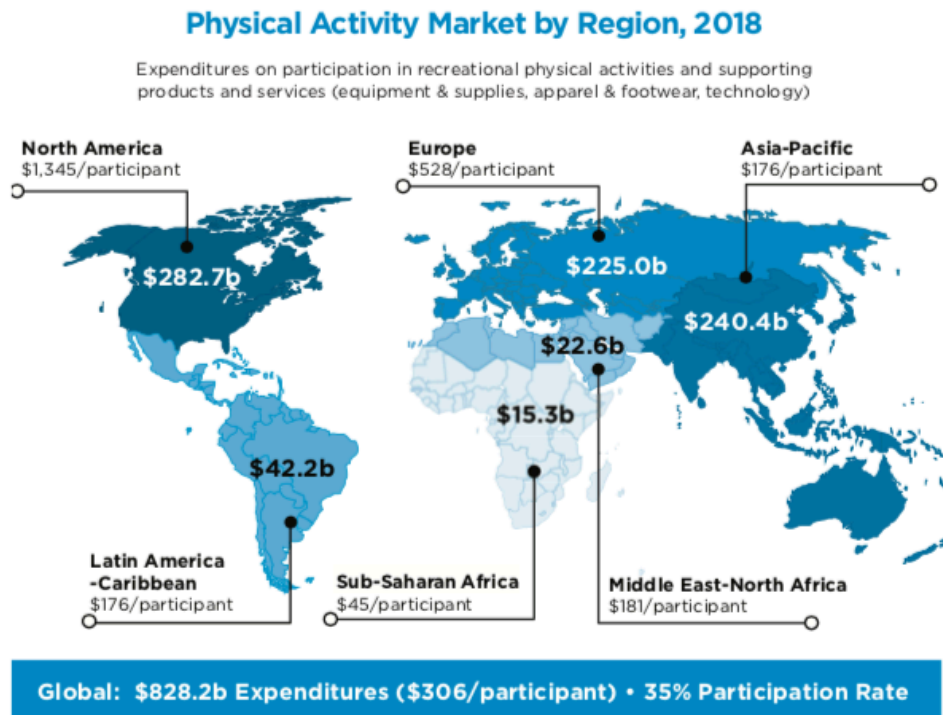 Physical Activity Market by Region, 2018
Expenditures on participation in recreational physical activities and supporting
products and services (equipment & supplies, apparel & footwear, technology)
North America
$1,345/participant
Europe
$528/participant
Asia-Pacific
$176/participant
$282.7b
$225.0b
$240.4b
$22.6b
$15.3b
$42.2b
Latin America
-Caribbean
$176/participant
Sub-Saharan Africa
$45/participant
Middle East-North Africa
$181/participant
Global: $828.2b Expenditures ($306/participant) • 35% Participation Rate